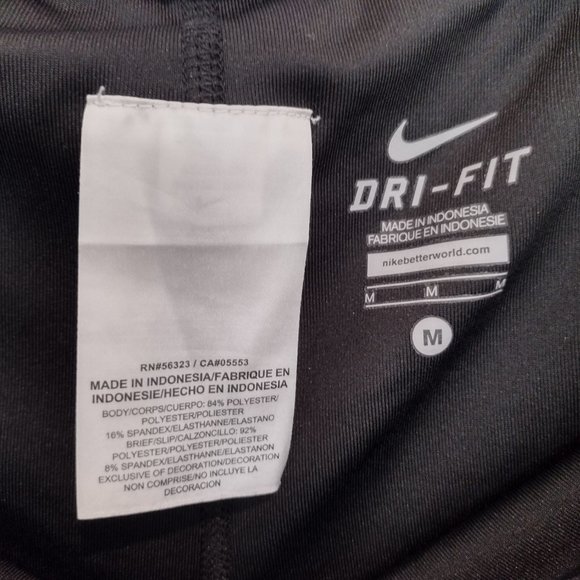 RN#56323 / CA#05553
MADE IN INDONESIA/FABRIQUE EN
INDONESIE/HECHO EN INDONESIA
BODY/CORPS/CUERPO: 84% POLYESTER/
POLYESTER/POLIESTER
16% SPANDEX/ELASTHANNE/ELASTANO
BRIEF/SLIP/CALZONCILLO: 92%
POLYESTER/POLYESTER/POLIESTER
8% SPANDEX/ELASTHANNE/ELASTANON
EXCLUSIVE OF DECORATION/DECORATION
NON COMPRISE/NO INCLUYE LA
DECORACION
DRI-FIT
MADE IN INDONESIA
FABRIQUE EN INDONESIE
nikebetterworld.com
M M M
M